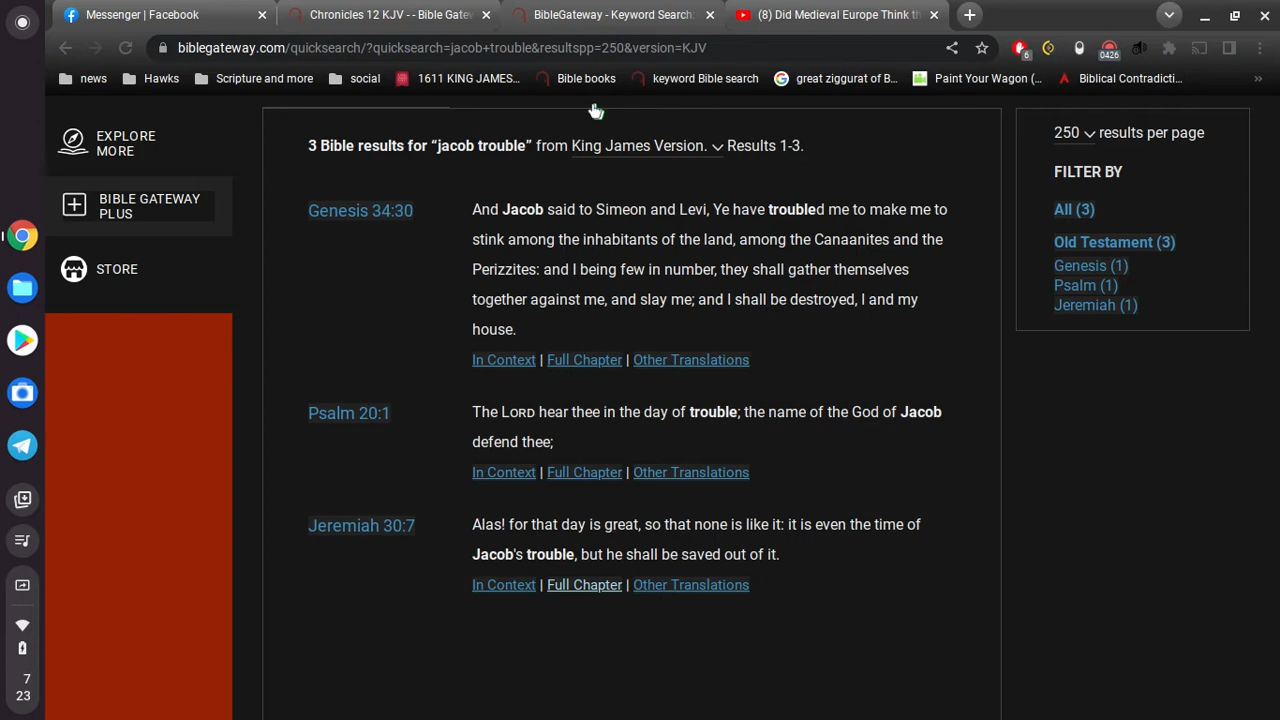 Messenger | Facebook
Chronicles 12 KJV - - Bible Gatew
BibleGateway - Keyword Search:
(8) Did Medieval Europe Think th
biblegateway.com/quicksearch/?quicksearch=jacob+trouble&resultspp=250&version=KJV
6
0426
news
Hawks
Scripture and more
social
1611 KING JAMES...
Bible books
keyword Bible search
great ziggurat of B...
Paint Your Wagon (...
Biblical Contradicti...
»
EXPLORE
MORE
BIBLE GATEWAY
PLUS
STORE
3 Bible results for “jacob trouble” from King James Version. Results 1-3.
Genesis 34:30
And Jacob said to Simeon and Levi, Ye have troubled me to make me to
stink among the inhabitants of the land, among the Canaanites and the
Perizzites: and I being few in number, they shall gather themselves
together against me, and slay me; and I shall be destroyed, I and my
house.
In Context | Full Chapter | Other Translations
Psalm 20:1
The LORD hear thee in the day of trouble; the name of the God of Jacob
defend thee;
In Context | Full Chapter | Other Translations
Jeremiah 30:7
Alas! for that day is great, so that none is like it: it is even the time of
Jacob's trouble, but he shall be saved out of it.
In Context | Full Chapter | Other Translations
250 results per page
FILTER BY
All (3)
Old Testament (3)
Genesis (1)
Psalm (1)
Jeremiah (1)
7
23